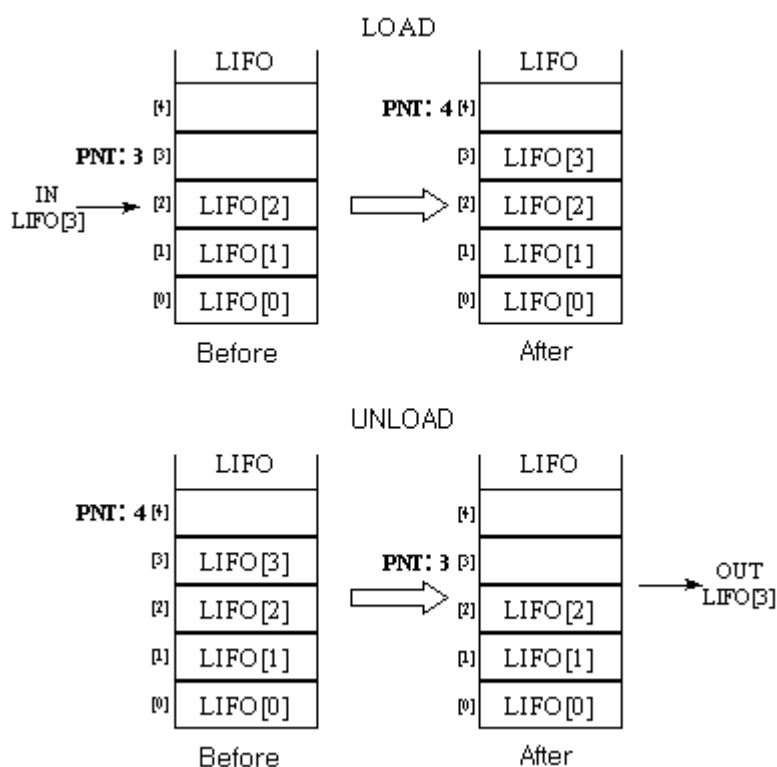 LOAD
LIFO LIFO
[4] PNT: 4 [4]
PNT: 3 [3] [3] LIFO[3]
IN
LIFO[3] [2] LIFO[2] [2] LIFO[2]
[1] LIFO[1] [1] LIFO[1]
[0] LIFO[0] [0] LIFO[0]
Before After
UNLOAD
LIFO LIFO
PNT: 4 [4] [4]
[3] LIFO[3] PNT: 3 [3]
OUT
[2] LIFO[2] [2] LIFO[2] LIFO[3]
[1] LIFO[1] [1] LIFO[1]
[0] LIFO[0] [0] LIFO[0]
Before After